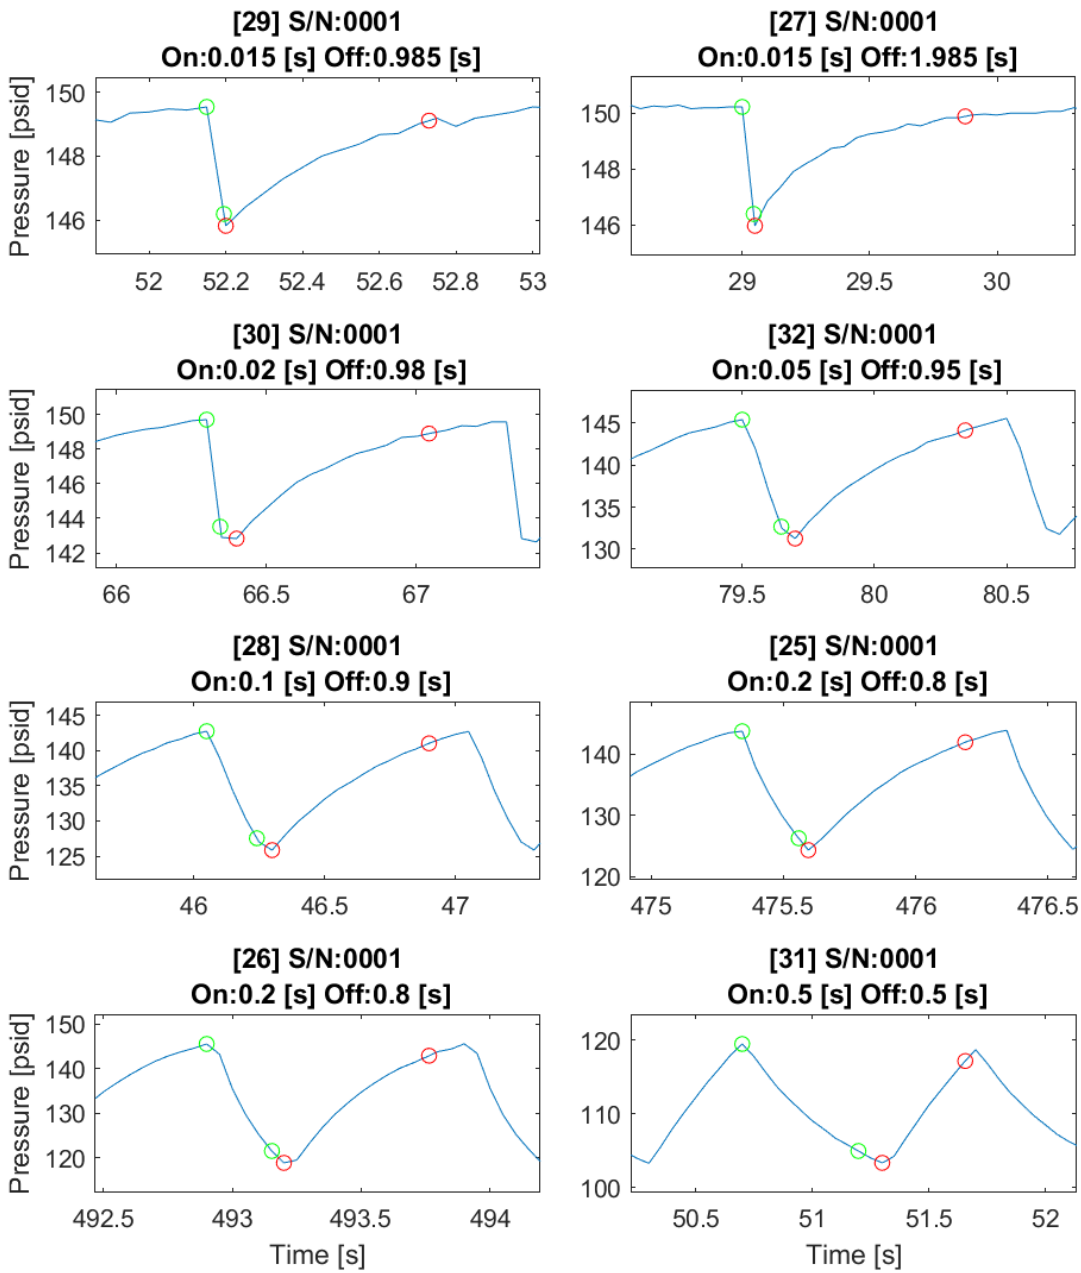 [29] S/N:0001
On:0.015 [s] Off:0.985 [s]
150
148
146
Pressure [psid]
52 52.2 52.4 52.6 52.8 53
[27] S/N:0001
On:0.015 [s] Off:1.985 [s]
150
148
146
29 29.5 30
[30] S/N:0001
On:0.02 [s] Off:0.98 [s]
150
148
146
144
142
Pressure [psid]
66 66.5 67
[32] S/N:0001
On:0.05 [s] Off:0.95 [s]
145
140
135
130
79.5 80 80.5
[28] S/N:0001
On:0.1 [s] Off:0.9 [s]
145
140
135
130
125
Pressure [psid]
46 46.5 47
[25] S/N:0001
On:0.2 [s] Off:0.8 [s]
140
130
120
475 475.5 476 476.5
[26] S/N:0001
On:0.2 [s] Off:0.8 [s]
150
140
130
120
Pressure [psid]
492.5 493 493.5 494
Time [s]
[31] S/N:0001
On:0.5 [s] Off:0.5 [s]
120
110
100
50.5 51 51.5 52
Time [s]